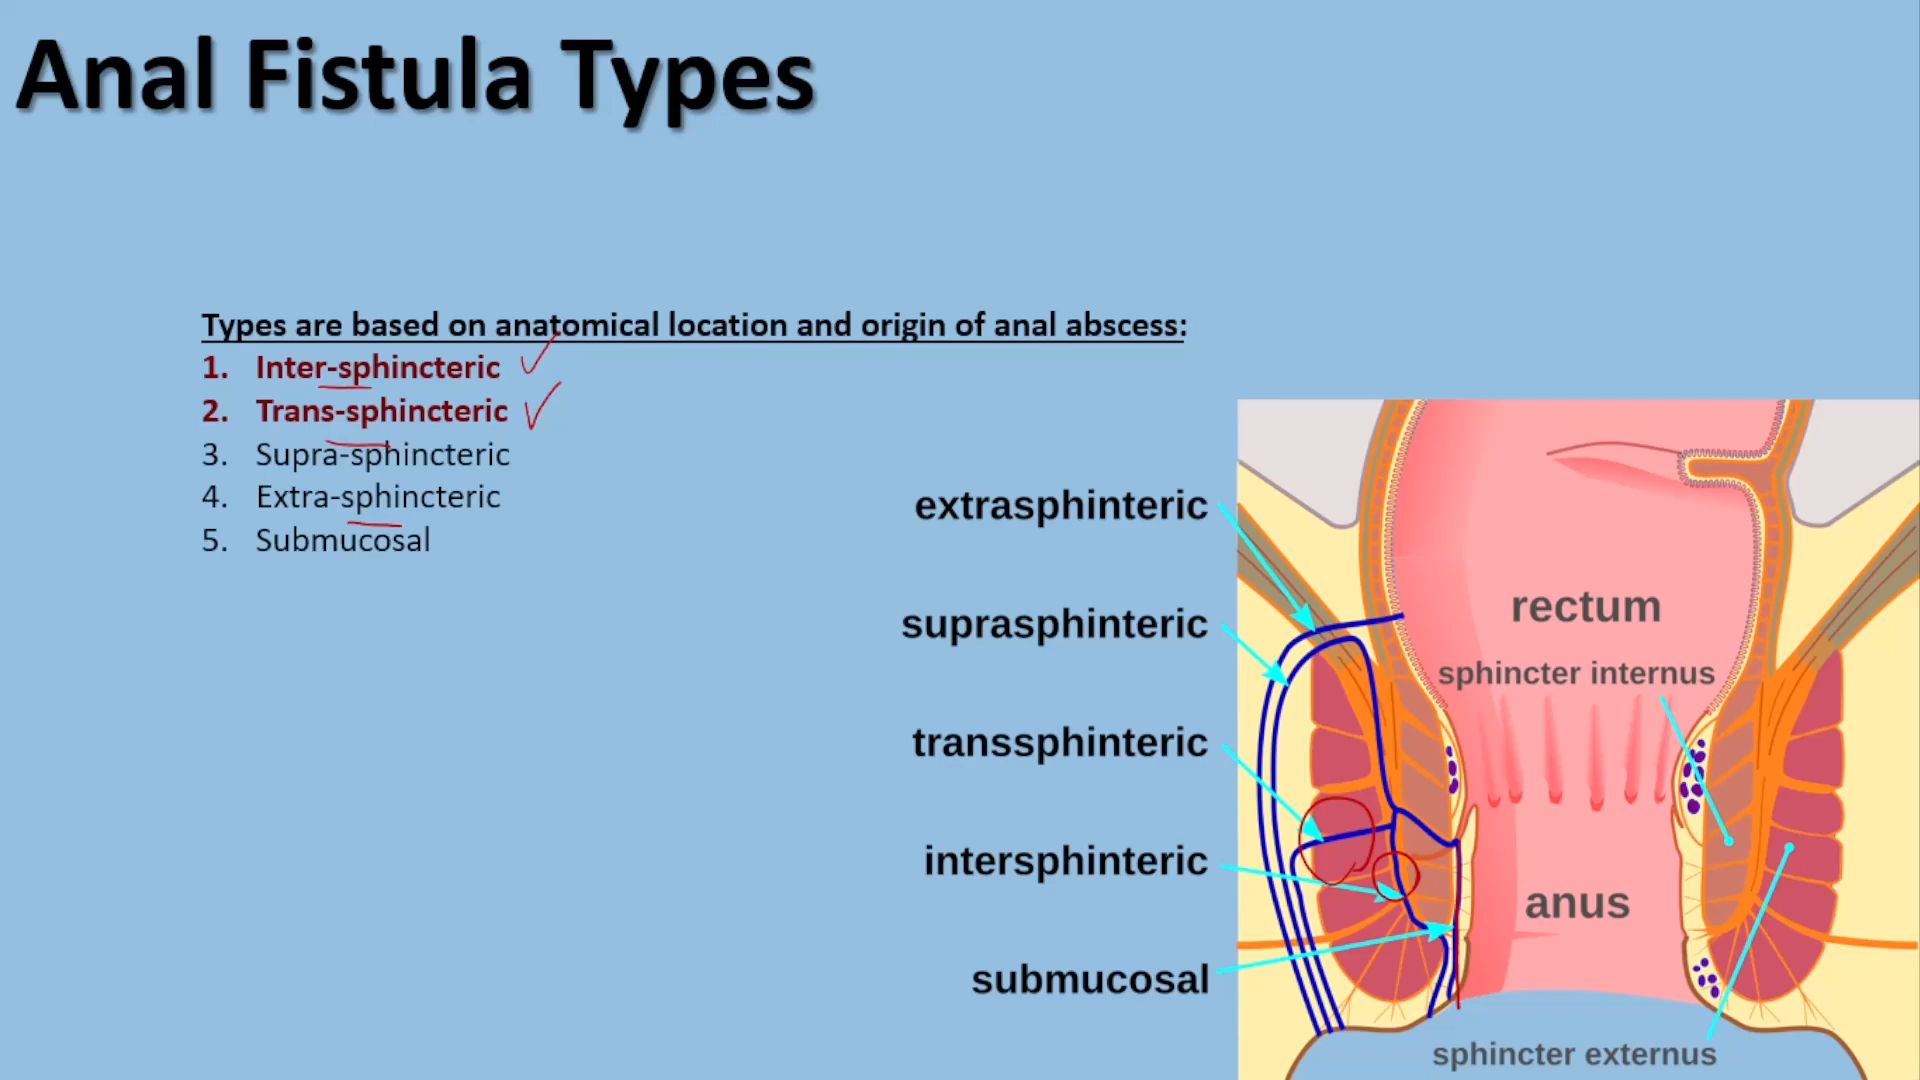 Anal Fistula Types
Types are based on anatomical location and origin of anal abscess:
1. Inter-sphincteric
2. Trans-sphincteric
3. Supra-sphincteric
4. Extra-sphincteric
5. Submucosal
extrasphinteric
suprasphinteric
transsphinteric
intersphinteric
submucosal
rectum
sphincter internus
anus
sphincter externus